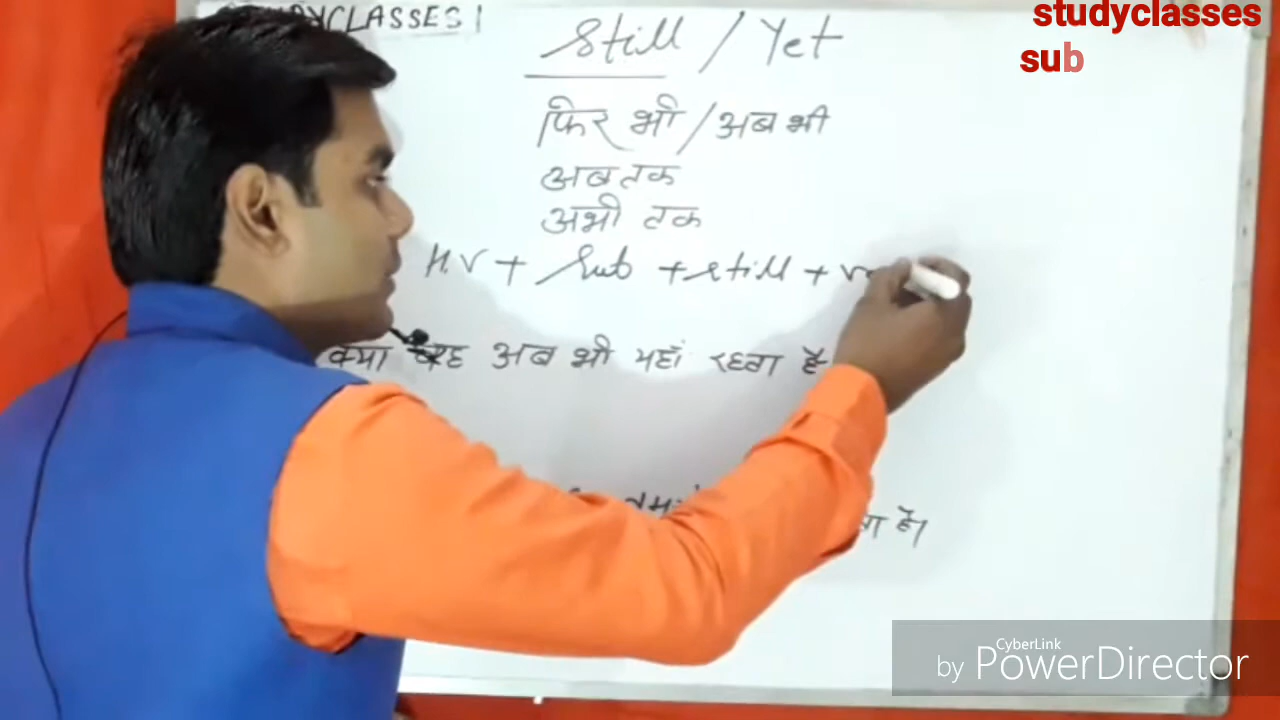 studyclasses
sub
STUDYCLASSES
Still / Yet
फिर भी / अब भी
अब तक
अभी तक
H.V + Sub + still +
क्या वह अब भी यहां रहता है
है।
CyberLink
by PowerDirector